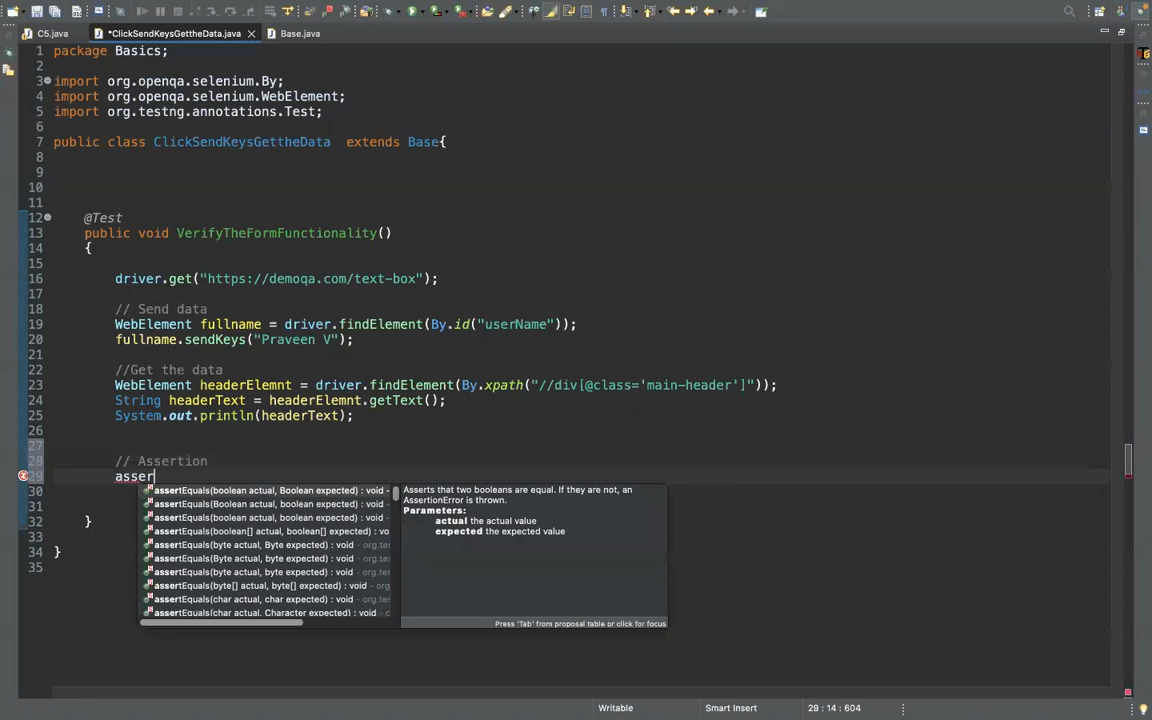 C5.java
*ClickSendKeysGettheData.java
Base.java
1 package Basics;
2
3 import org.openqa.selenium.By;
4 import org.openqa.selenium.WebElement;
5 import org.testng.annotations.Test;
6
7 public class ClickSendKeysGettheData  extends Base{
8
9
10
11
12 @Test
13 public void VerifyTheFormFunctionality()
14 {
15
16 driver.get("https://demoqa.com/text-box");
17
18 // Send data
19 WebElement fullname = driver.findElement(By.id("userName"));
20 fullname.sendKeys("Praveen V");
21
22 //Get the data
23 WebElement headerElemnt = driver.findElement(By.xpath("//div[@class='main-header']"));
24 String headerText = headerElemnt.getText();
25 System.out.println(headerText);
26
27
28 // Assertion
29 asser
30
31
32 }
33
34 }
35
assertEquals(boolean actual, Boolean expected) : void -
assertEquals(Boolean actual, boolean expected) : void -
assertEquals(boolean actual, boolean expected) : void -
assertEquals(boolean[] actual, boolean[] expected) : vo
assertEquals(byte actual, Byte expected) : void - org.tes
assertEquals(Byte actual, byte expected) : void - org.tes
assertEquals(byte actual, byte expected) : void - org.tes
assertEquals(byte[] actual, byte[] expected) : void - org
assertEquals(char actual, char expected) : void - org.te
assertEquals(char actual, Character expected) : void - o
Asserts that two booleans are equal. If they are not, an
AssertionError is thrown.
Parameters:
actual the actual value
expected the expected value
Press 'Tab' from proposal table or click for focus
Writable
Smart Insert
29 : 14 : 604